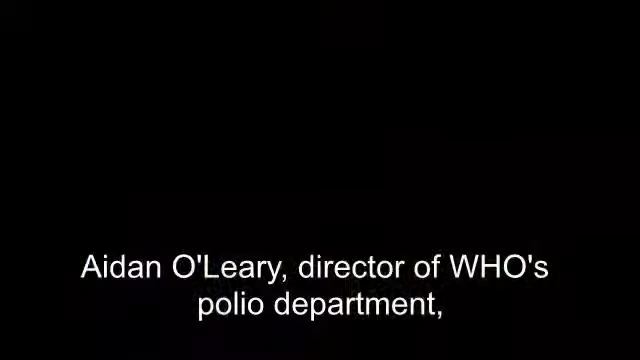 Aidan O'Leary, director of WHO's
polio department,